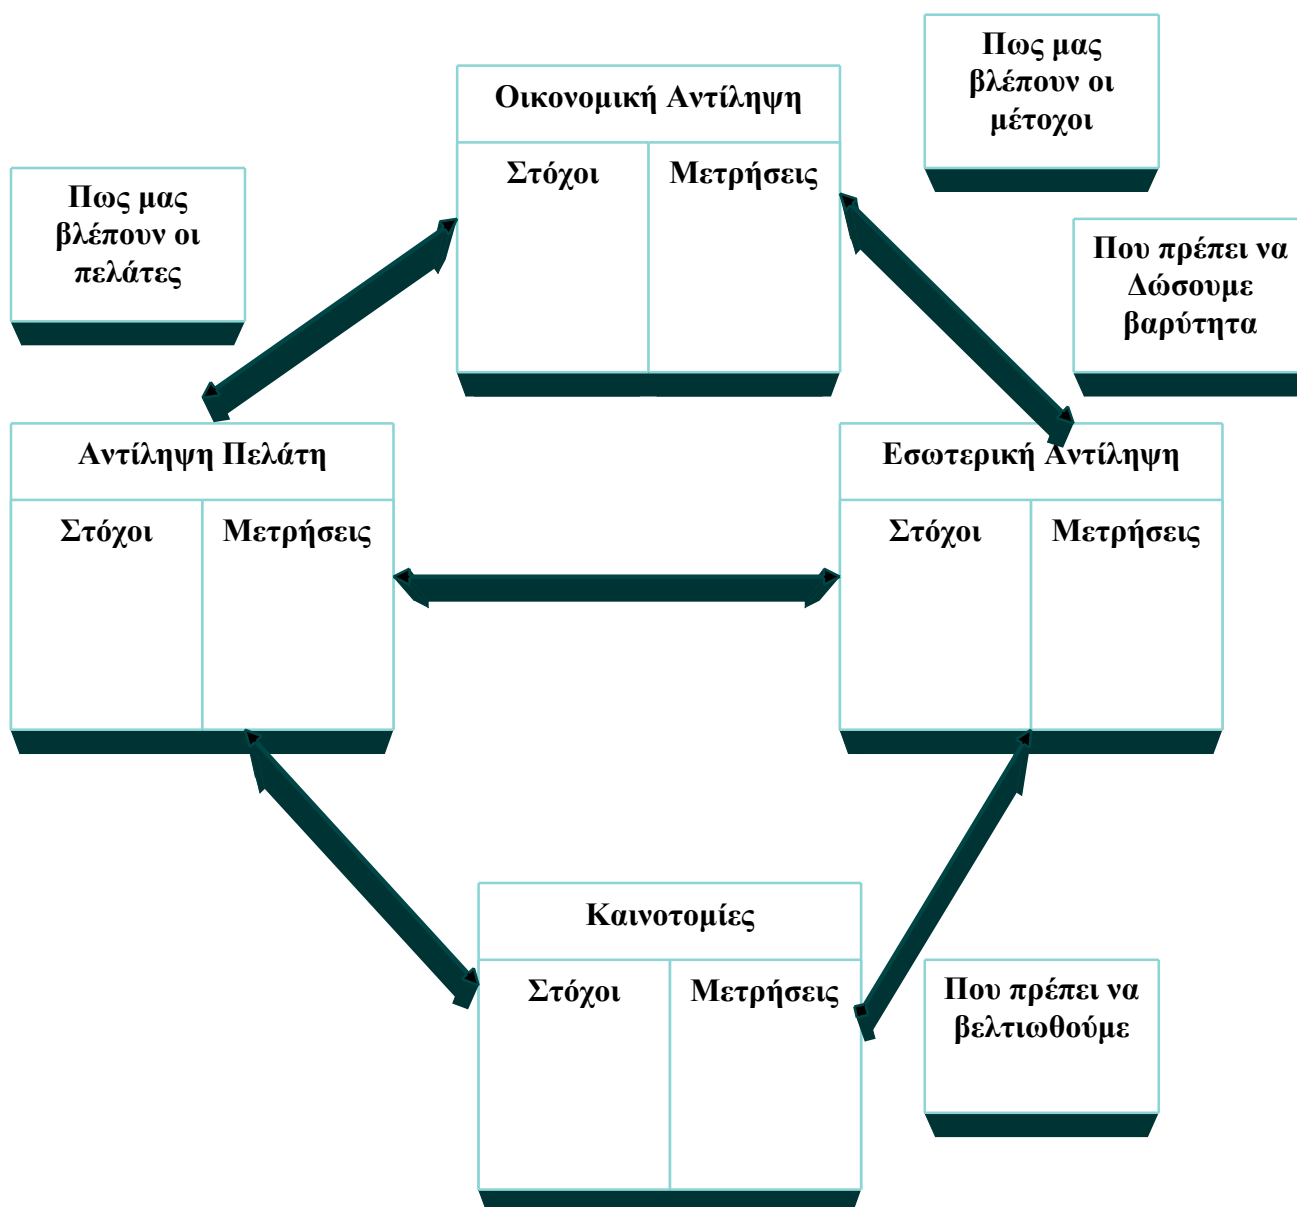 Πως μας
βλέπουν οι
μέτοχοι
Οικονομική Αντίληψη
Στόχοι
Μετρήσεις
Πως μας
βλέπουν οι
πελάτες
Που πρέπει να
Δώσουμε
βαρύτητα
Αντίληψη Πελάτη
Στόχοι
Μετρήσεις
Εσωτερική Αντίληψη
Στόχοι
Μετρήσεις
Καινοτομίες
Στόχοι
Μετρήσεις
Που πρέπει να
βελτιωθούμε